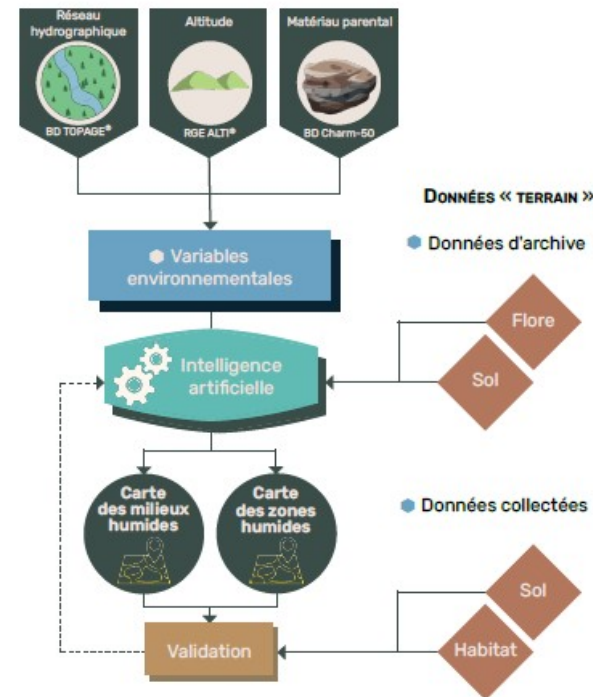 Réseau
hydrographique
BD TOPAGE®
Altitude
RGE ALTI®
Matériau parental
BD Charm-50
DONNÉES « TERRAIN »
Variables
environnementales
Données d'archive
Flore
Sol
Intelligence
artificielle
Carte
des milieux
humides
Carte
des zones
humides
Données collectées
Sol
Habitat
Validation